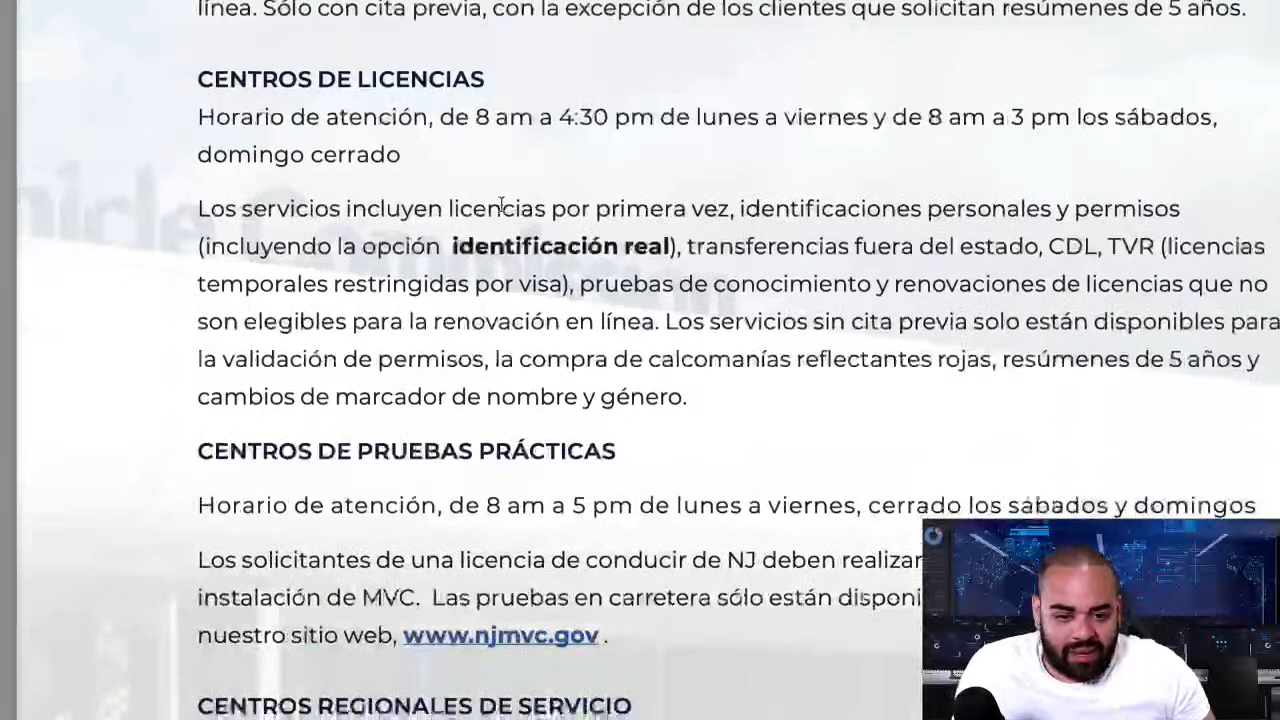 línea. Sólo con cita previa, con la excepción de los clientes que solicitan resúmenes de 5 años.
CENTROS DE LICENCIAS
Horario de atención, de 8 am a 4:30 pm de lunes a viernes y de 8 am a 3 pm los sábados,
domingo cerrado
Los servicios incluyen licencias por primera vez, identificaciones personales y permisos
(incluyendo la opción identificación real), transferencias fuera del estado, CDL, TVR (licencias
temporales restringidas por visa), pruebas de conocimiento y renovaciones de licencias que no
son elegibles para la renovación en línea. Los servicios sin cita previa solo están disponibles para
la validación de permisos, la compra de calcomanías reflectantes rojas, resúmenes de 5 años y
cambios de marcador de nombre y género.
CENTROS DE PRUEBAS PRÁCTICAS
Horario de atención, de 8 am a 5 pm de lunes a viernes, cerrado los sábados y domingos
Los solicitantes de una licencia de conducir de NJ deben realizar
instalación de MVC. Las pruebas en carretera sólo están disponi
nuestro sitio web, www.njmvc.gov .
CENTROS REGIONALES DE SERVICIO